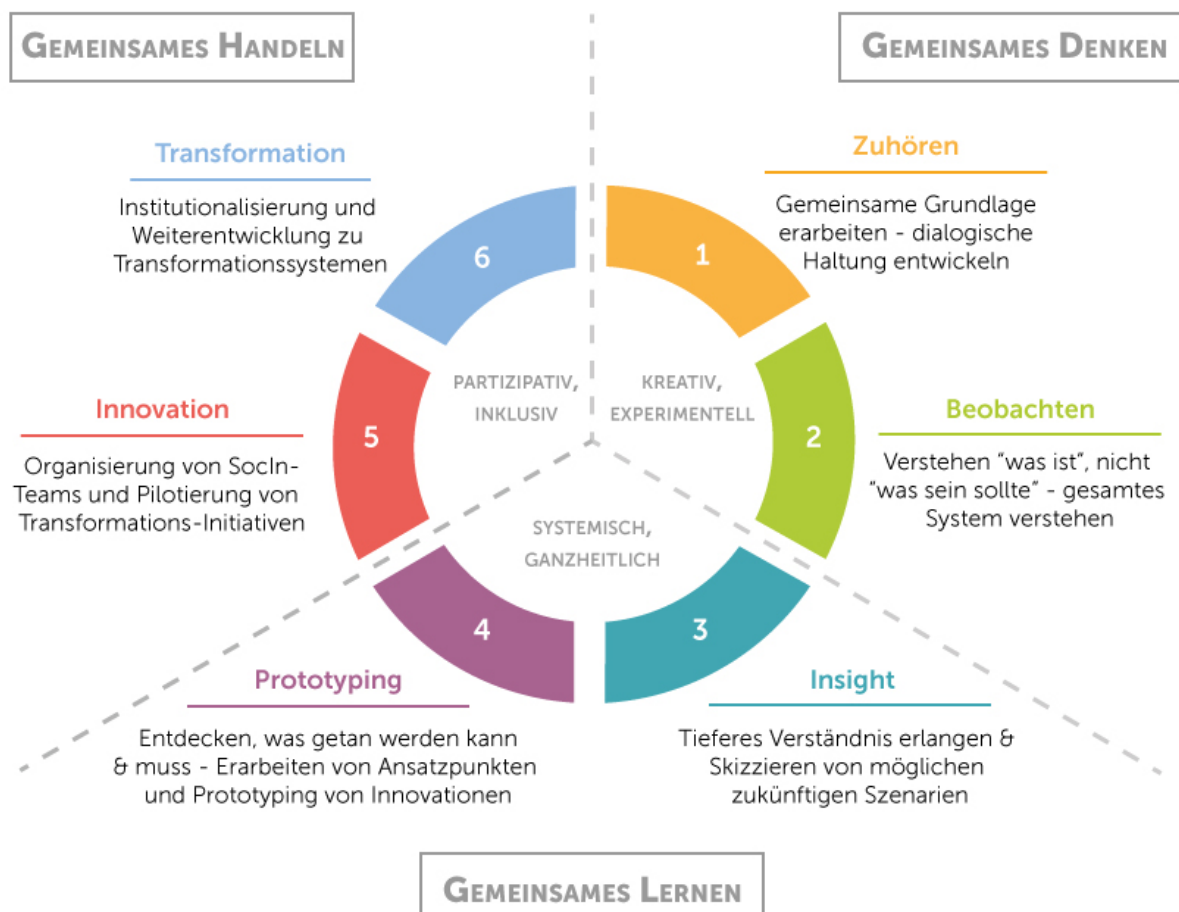 GEMEINSAMES HANDELN
GEMEINSAMES DENKEN
Transformation
Institutionalisierung und
Weiterentwicklung zu
Transformationssystemen
6
Zuhören
Gemeinsame Grundlage
erarbeiten - dialogische
Haltung entwickeln
1
PARTIZIPATIV,
INKLUSIV
KREATIV,
EXPERIMENTELL
Innovation
Organisierung von SocIn-
Teams und Pilotierung von
Transformations-Initiativen
5
Beobachten
Verstehen "was ist", nicht
"was sein sollte" - gesamtes
System verstehen
2
SYSTEMISCH,
GANZHEITLICH
4
Prototyping
Entdecken, was getan werden kann
& muss - Erarbeiten von Ansatzpunkten
und Prototyping von Innovationen
3
Insight
Tieferes Verständnis erlangen &
Skizzieren von möglichen
zukünftigen Szenarien
GEMEINSAMES LERNEN